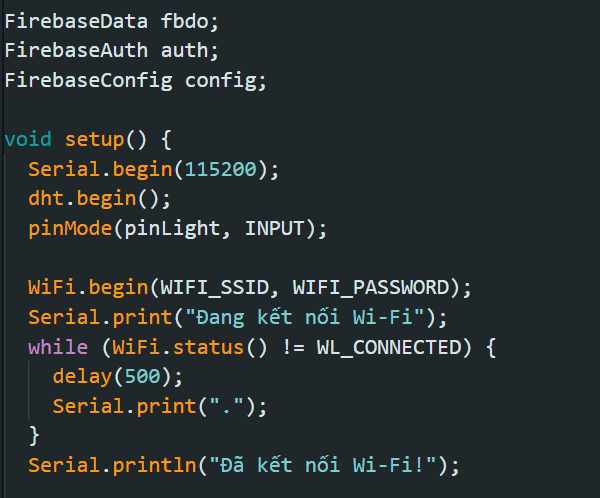 FirebaseData fbdo;
FirebaseAuth auth;
FirebaseConfig config;
void setup() {
Serial.begin(115200);
dht.begin();
pinMode(pinLight, INPUT);
WiFi.begin(WIFI_SSID, WIFI_PASSWORD);
Serial.print("Đang kết nối Wi-Fi");
while (WiFi.status() != WL_CONNECTED) {
delay(500);
Serial.print(".");
}
Serial.println("Đã kết nối Wi-Fi!");